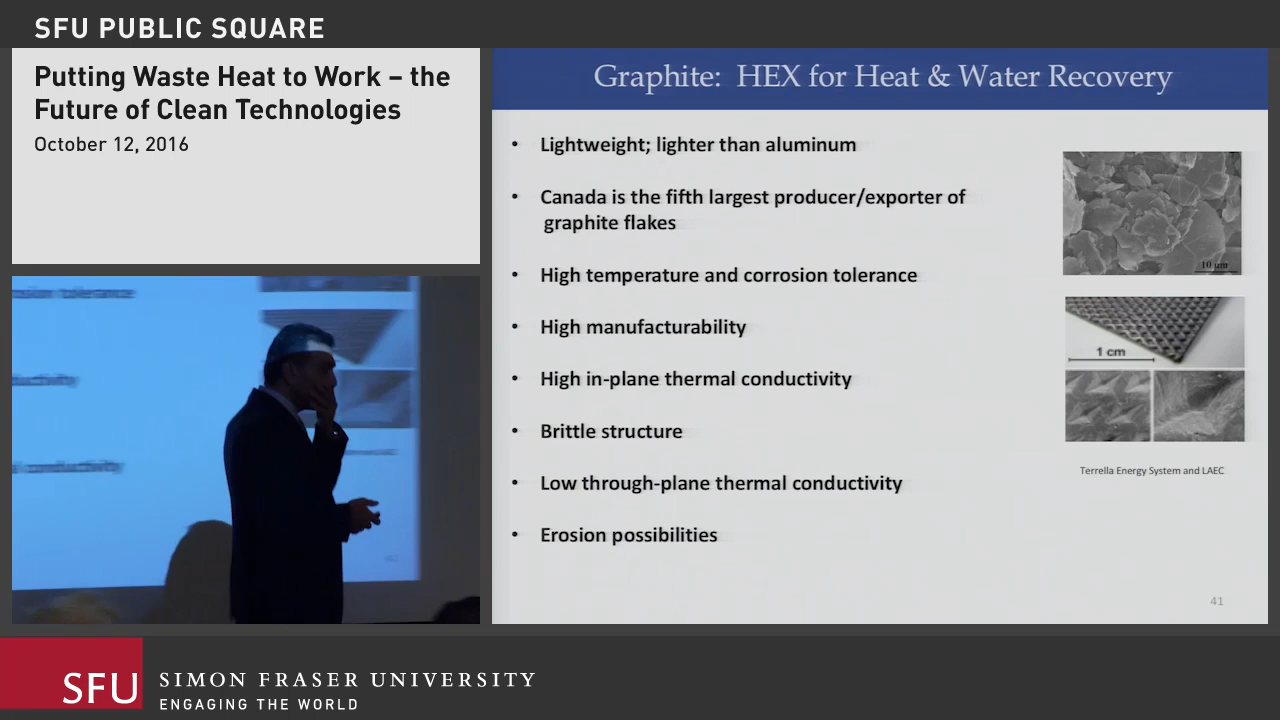 SFU PUBLIC SQUARE
Putting Waste Heat to Work – the
Future of Clean Technologies
October 12, 2016
Graphite: HEX for Heat & Water Recovery
• Lightweight; lighter than aluminum
• Canada is the fifth largest producer/exporter of
graphite flakes
• High temperature and corrosion tolerance
• High manufacturability
• High in-plane thermal conductivity
• Brittle structure
• Low through-plane thermal conductivity
• Erosion possibilities
10 um
1 cm
Terrella Energy System and LAEC
41
tolerance
conductivity
SFU
SIMON FRASER UNIVERSITY
ENGAGING THE WORLD